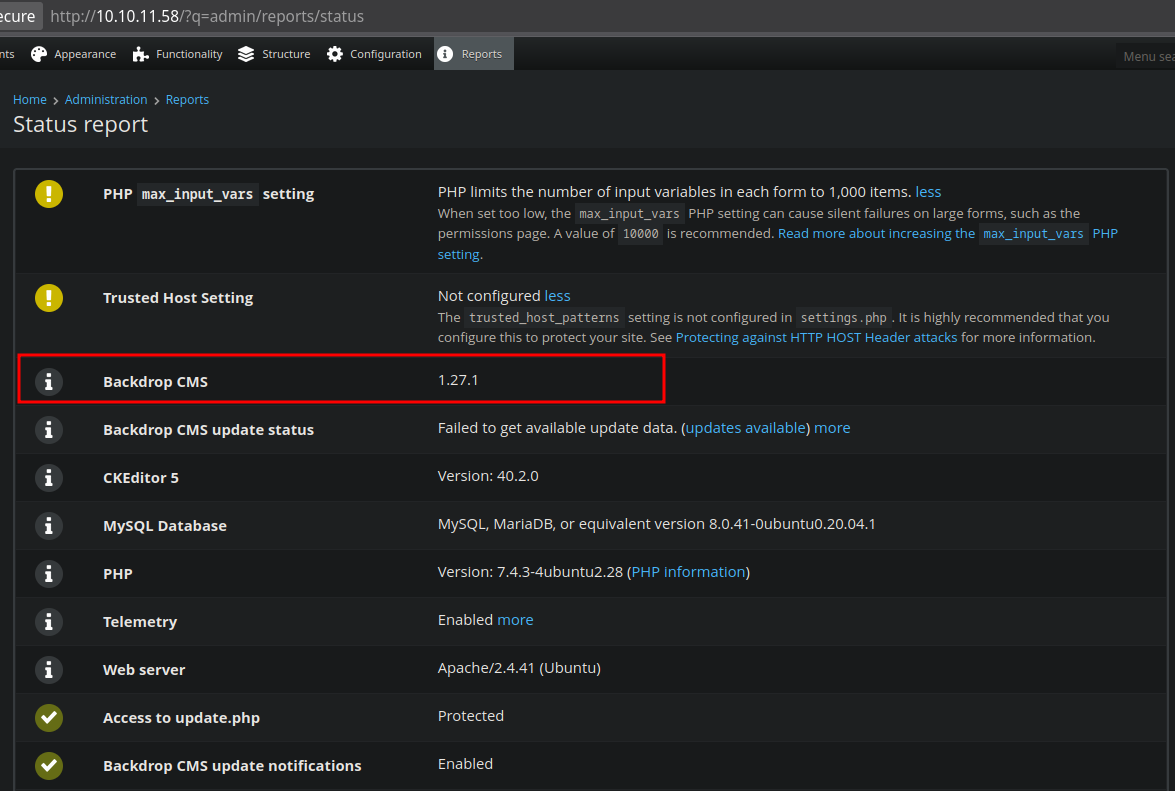 ecure http://10.10.11.58/?q=admin/reports/status
nts Appearance Functionality Structure Configuration Reports Menu sea
Home > Administration > Reports
Status report
PHP max_input_vars setting PHP limits the number of input variables in each form to 1,000 items. less
When set too low, the max_input_vars PHP setting can cause silent failures on large forms, such as the
permissions page. A value of 10000 is recommended. Read more about increasing the max_input_vars PHP
setting.
Trusted Host Setting Not configured less
The trusted_host_patterns setting is not configured in settings.php. It is highly recommended that you
configure this to protect your site. See Protecting against HTTP HOST Header attacks for more information.
Backdrop CMS 1.27.1
Backdrop CMS update status Failed to get available update data. (updates available) more
CKEditor 5 Version: 40.2.0
MySQL Database MySQL, MariaDB, or equivalent version 8.0.41-0ubuntu0.20.04.1
PHP Version: 7.4.3-4ubuntu2.28 (PHP information)
Telemetry Enabled more
Web server Apache/2.4.41 (Ubuntu)
Access to update.php Protected
Backdrop CMS update notifications Enabled